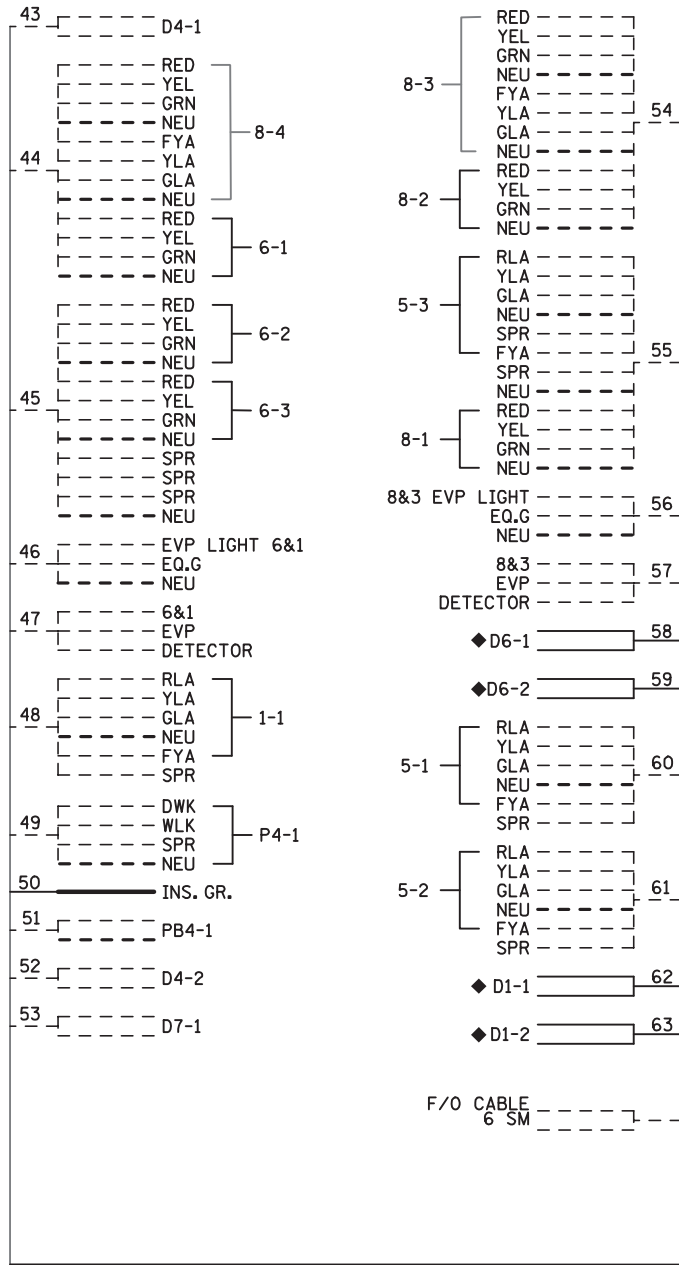 43
D4-1
RED
YEL
GRN
NEU
FYA
YLA
GLA
NEU
8-4
44
RED
YEL
GRN
NEU
6-1
RED
YEL
GRN
NEU
6-2
45
RED
YEL
GRN
NEU
6-3
SPR
SPR
SPR
NEU
46
EVP LIGHT 6&1
EQ.G
NEU
47
6&1
EVP
DETECTOR
48
RLA
YLA
GLA
NEU
FYA
SPR
1-1
49
DWK
WLK
SPR
NEU
P4-1
50
INS. GR.
51
PB4-1
52
D4-2
53
D7-1
8-3
RED
YEL
GRN
NEU
FYA
YLA
GLA
NEU
54
8-2
RED
YEL
GRN
NEU
5-3
RLA
YLA
GLA
NEU
SPR
FYA
SPR
NEU
55
8-1
RED
YEL
GRN
NEU
8&3 EVP LIGHT
EQ.G
NEU
56
8&3
EVP
DETECTOR
57
◆ D6-1
58
◆ D6-2
59
5-1
RLA
YLA
GLA
NEU
FYA
SPR
60
5-2
RLA
YLA
GLA
NEU
FYA
SPR
61
◆ D1-1
62
◆ D1-2
63
F/O CABLE
6 SM